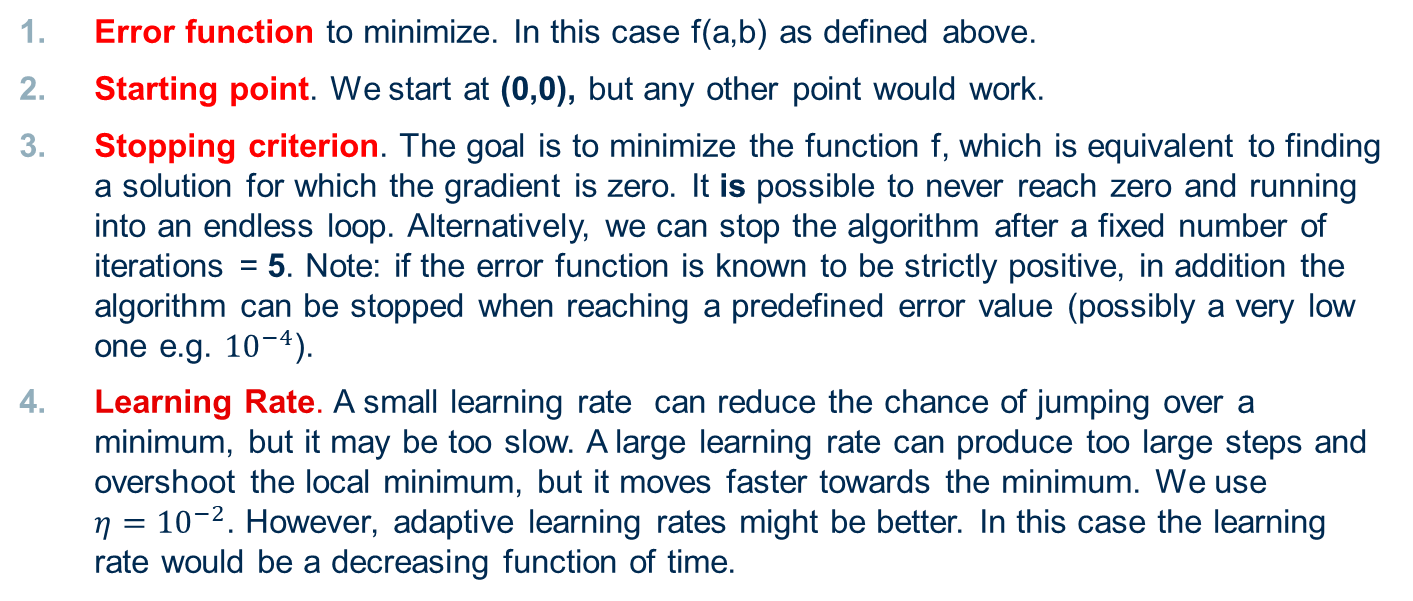 1. Error function to minimize. In this case f(a,b) as defined above.
2. Starting point. We start at (0,0), but any other point would work.
3. Stopping criterion. The goal is to minimize the function f, which is equivalent to finding
a solution for which the gradient is zero. It is possible to never reach zero and running
into an endless loop. Alternatively, we can stop the algorithm after a fixed number of
iterations = 5. Note: if the error function is known to be strictly positive, in addition the
algorithm can be stopped when reaching a predefined error value (possibly a very low
one e.g. 10⁻⁴).
4. Learning Rate. A small learning rate can reduce the chance of jumping over a
minimum, but it may be too slow. A large learning rate can produce too large steps and
overshoot the local minimum, but it moves faster towards the minimum. We use
η = 10⁻². However, adaptive learning rates might be better. In this case the learning
rate would be a decreasing function of time.